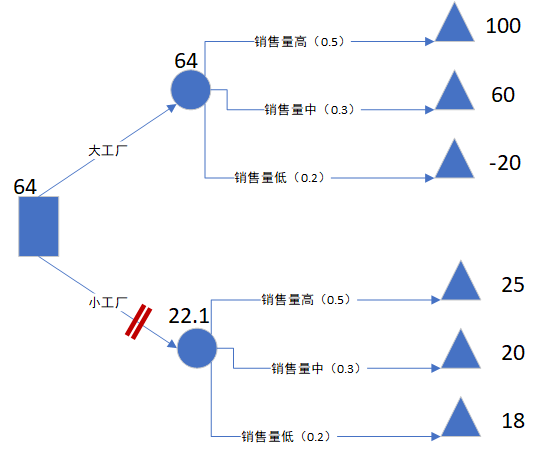 100
64
销售量高（0.5）
60
销售量中（0.3）
大工厂
-20
销售量低（0.2）
64
小工厂
25
销售量高（0.5）
22.1
20
销售量中（0.3）
18
销售量低（0.2）